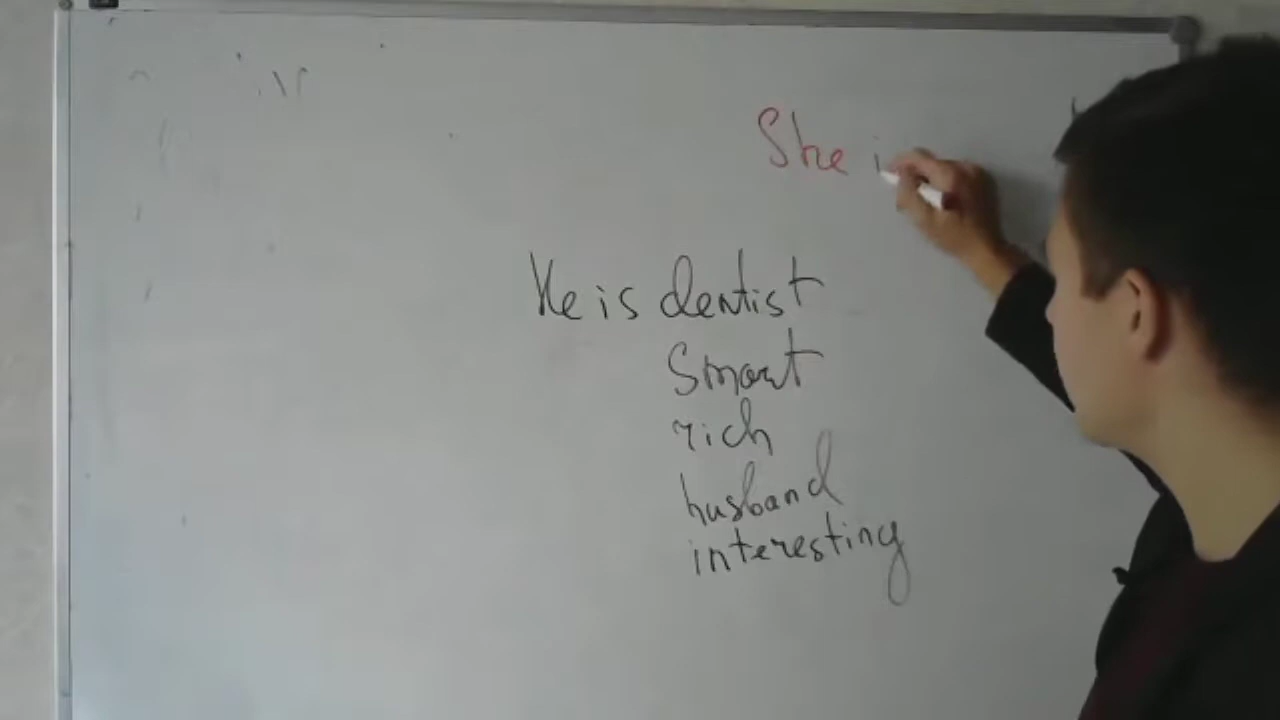 She i
He is dentist
Smart
rich
husband
interesting